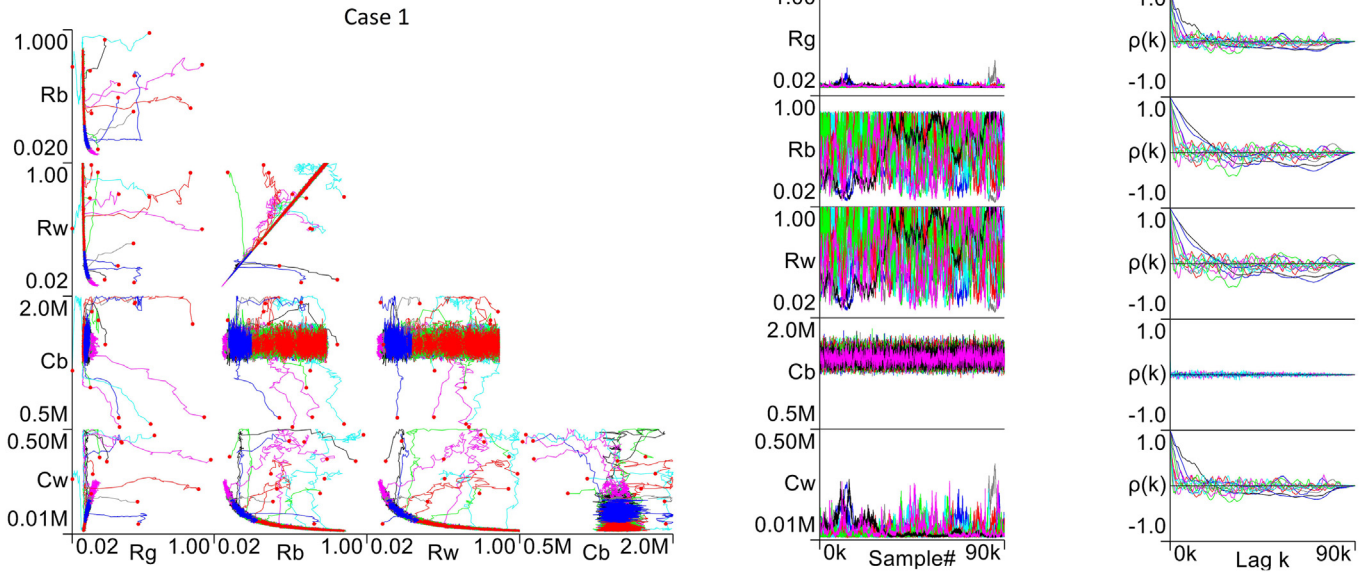 Case 1
1.000
Rb
0.020
1.00
Rw
0.02
2.0M
Cb
0.5M
0.50M
Cw
0.01M
0.02 Rg 1.00 0.02 Rb 1.00 0.02 Rw 1.00 0.5M Cb 2.0M
1.00
Rg
0.02
1.00
Rb
0.02
1.00
Rw
0.02
2.0M
Cb
0.5M
0.50M
Cw
0.01M
0k Sample# 90k
1.0
ρ(k)
-1.0
1.0
ρ(k)
-1.0
1.0
ρ(k)
-1.0
1.0
ρ(k)
-1.0
1.0
ρ(k)
-1.0
0k Lag k 90k